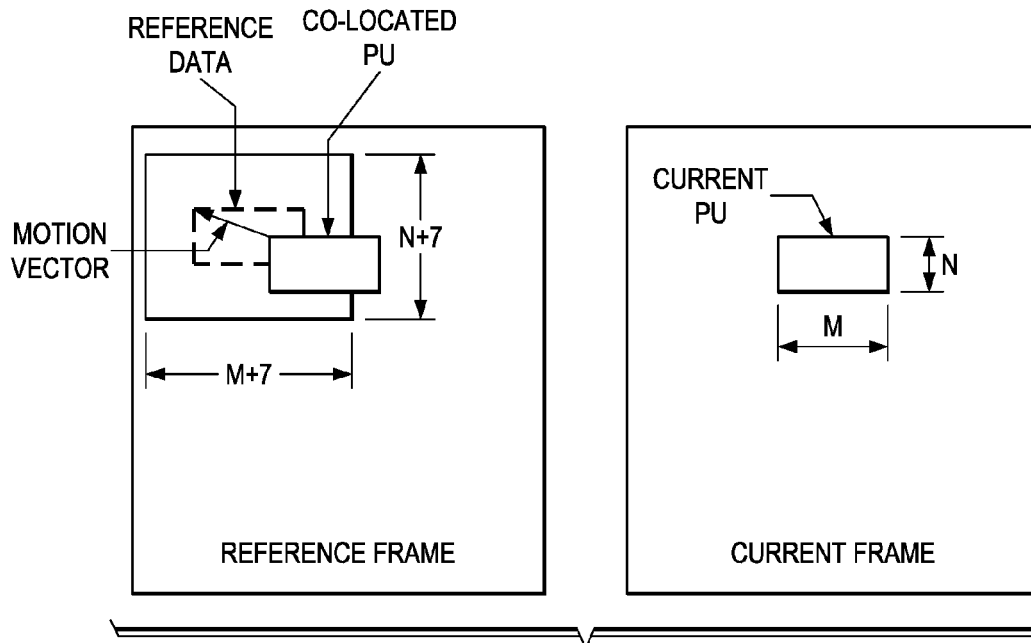 REFERENCE
DATA
CO-LOCATED
PU
MOTION
VECTOR
N+7
M+7
REFERENCE FRAME
CURRENT
PU
N
M
CURRENT FRAME